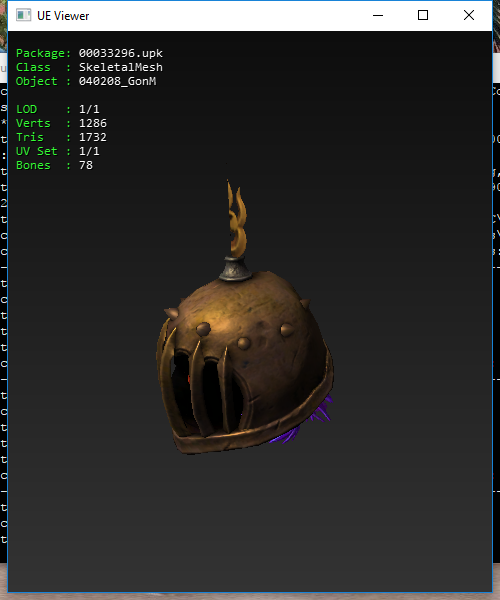 UE Viewer
Package: 00033296.upk
Class  : SkeletalMesh
Object : 040208_GonM
LOD    : 1/1
Verts  : 1286
Tris   : 1732
UV Set : 1/1
Bones  : 78